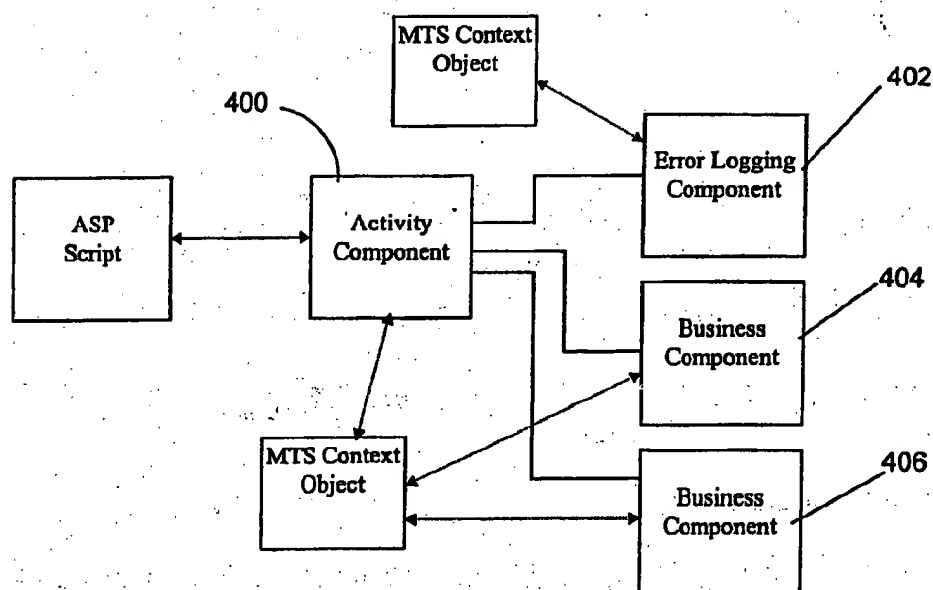 MTS Context
Object
402
400
Error Logging
Component
ASP
Script
Activity
Component
404
Business
Component
MTS Context
Object
406
Business
Component